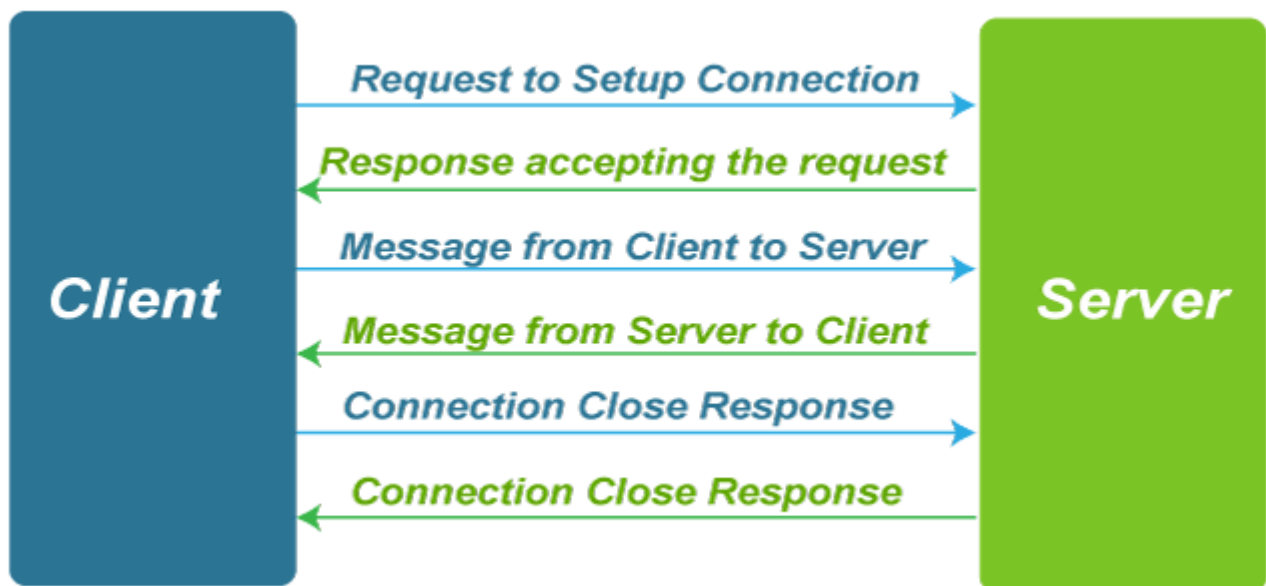 Request to Setup Connection
Response accepting the request
Message from Client to Server
Client
Server
Message from Server to Client
Connection Close Response
Connection Close Response